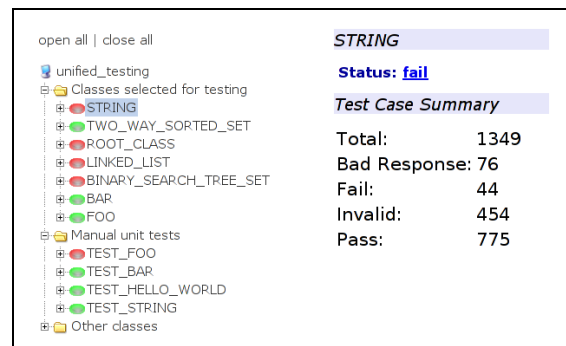 open all | close all
unified_testing
Classes selected for testing
STRING
TWO_WAY_SORTED_SET
ROOT_CLASS
LINKED_LIST
BINARY_SEARCH_TREE_SET
BAR
FOO
Manual unit tests
TEST_FOO
TEST_BAR
TEST_HELLO_WORLD
TEST_STRING
Other classes
STRING
Status: fail
Test Case Summary
Total: 1349
Bad Response: 76
Fail: 44
Invalid: 454
Pass: 775